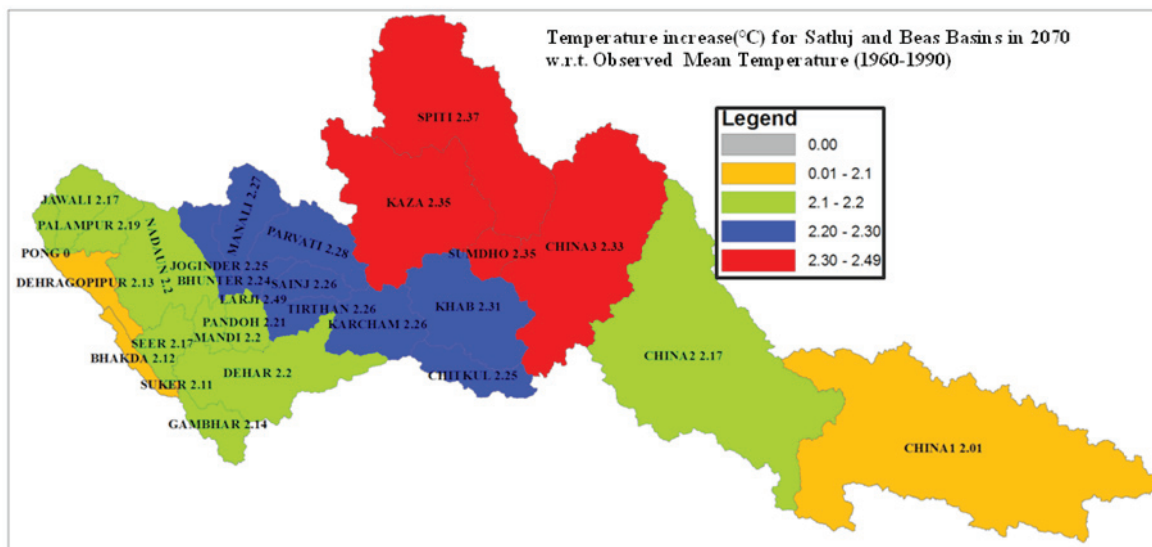 Temperature increase(°C) for Satluj and Beas Basins in 2070
w.r.t. Observed Mean Temperature (1960-1990)
Legend
0.00
0.01 - 2.1
2.1 - 2.2
2.20 - 2.30
2.30 - 2.49
SPITI 2.37
KAZA 2.35
SUMDHO 2.35
CHINA3 2.33
MANALI 2.27
PARVATI 2.28
JAWALI 2.17
PALAMPUR 2.19
NADAUN 2.2
PONG 0
DEHRAGOPIPUR 2.13
JOGINDER 2.25
BHUNTER 2.24
SAINJ 2.26
LARJI 2.49
TIRTHAN 2.26
KHAB 2.31
PANDOH 2.21
KARCHAM 2.26
MANDI 2.2
SEER 2.17
BHAKDA 2.12
DEHAR 2.2
CHITKUL 2.25
SUKER 2.11
GAMBHAR 2.14
CHINA2 2.17
CHINA1 2.01